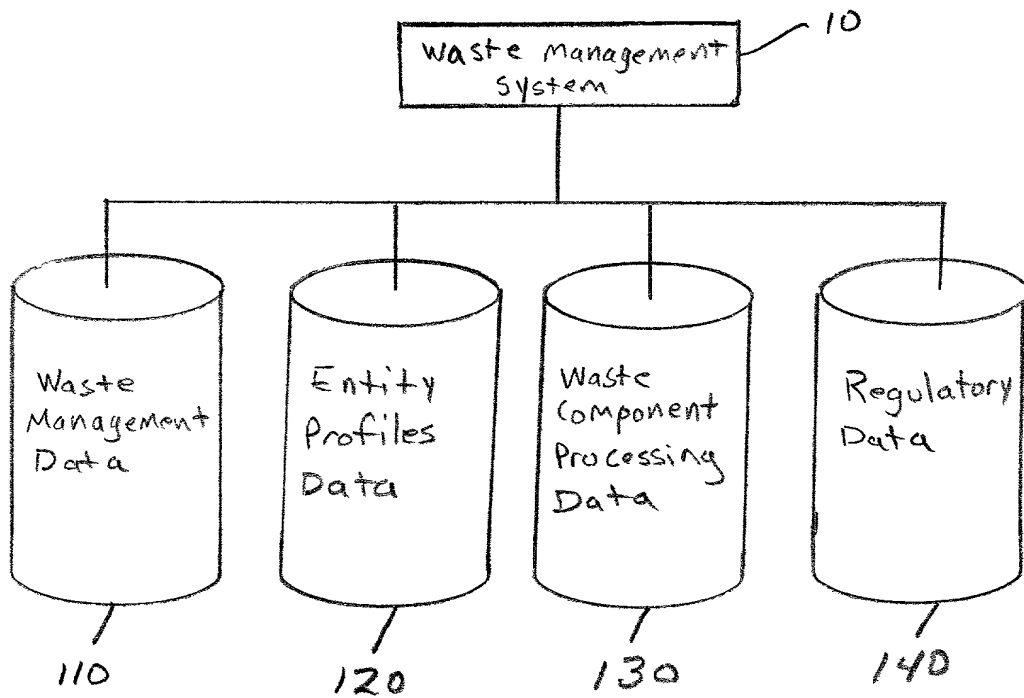 10
Waste Management
System
Waste
Management
Data
Entity
Profiles
Data
Waste
Component
Processing
Data
Regulatory
Data
110
120
130
140